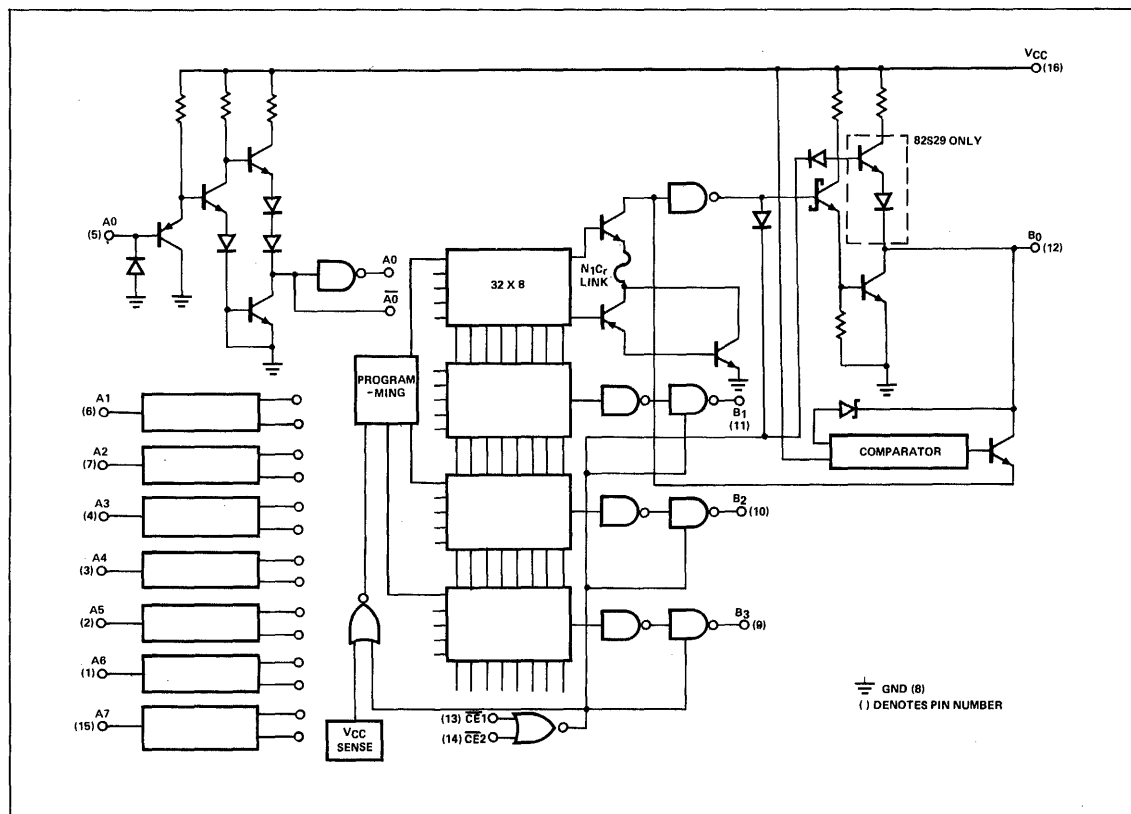 VCC
(16)
82S29 ONLY
A0
(5)
B0
(12)
A0
A0
32 X 8
N1Cr
LINK
PROGRAM
-MING
A1
(6)
B1
(11)
COMPARATOR
A2
(7)
A3
(4)
B2
(10)
A4
(3)
A5
(2)
B3
(9)
A6
(1)
GND (8)
( ) DENOTES PIN NUMBER
A7
(15)
(13) CE1
(14) CE2
VCC
SENSE